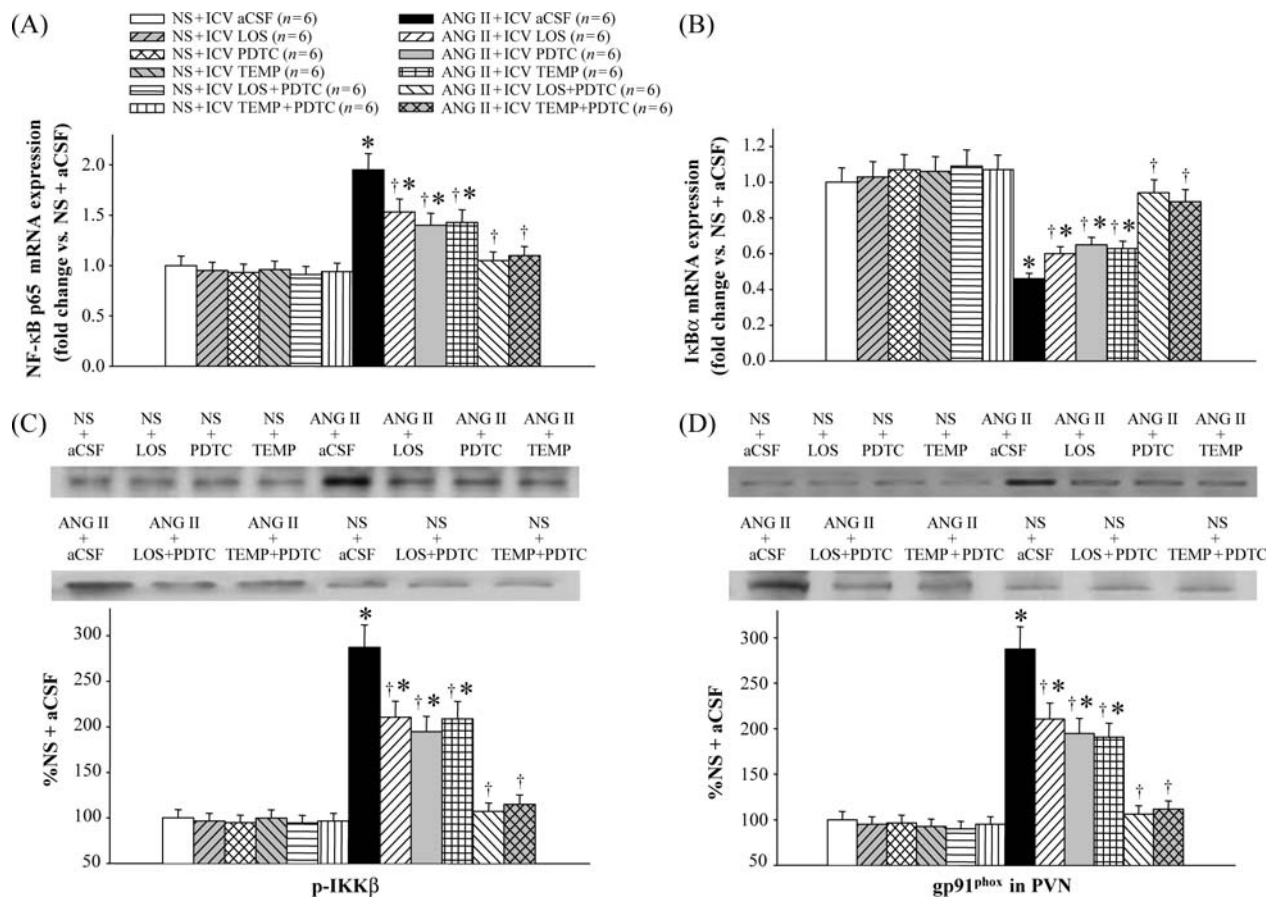 (A)
NS+ICV aCSF (n=6)
NS+ICV LOS (n=6)
NS+ICV PDTC (n=6)
NS+ICV TEMP (n=6)
NS+ICV LOS+PDTC (n=6)
NS+ICV TEMP+PDTC (n=6)
ANG II+ICV aCSF (n=6)
ANG II+ICV LOS (n=6)
ANG II+ICV PDTC (n=6)
ANG II+ICV TEMP (n=6)
ANG II+ICV LOS+PDTC (n=6)
ANG II+ICV TEMP+PDTC (n=6)
NF-κB p65 mRNA expression
(fold change vs. NS + aCSF)
2.0
1.5
1.0
0.5
0.0
*
†*
†*
†*
†
†
(B)
IκBα mRNA expression
(fold change vs. NS + aCSF)
1.2
1.0
0.8
0.6
0.4
0.2
0.0
*
†*
†*
†*
†
†
(C)
NS NS NS NS ANG II ANG II ANG II ANG II
+ + + + + + + +
aCSF LOS PDTC TEMP aCSF LOS PDTC TEMP
ANG II ANG II ANG II NS NS NS
+ + + + + +
aCSF LOS+PDTC TEMP+PDTC aCSF LOS+PDTC TEMP+PDTC
%NS + aCSF
300
250
200
150
100
50
*
†*
†*
†*
†
†
p-IKKβ
(D)
NS NS NS NS ANG II ANG II ANG II ANG II
+ + + + + + + +
aCSF LOS PDTC TEMP aCSF LOS PDTC TEMP
ANG II ANG II ANG II NS NS NS
+ + + + + +
aCSF LOS+PDTC TEMP+PDTC aCSF LOS+PDTC TEMP+PDTC
%NS + aCSF
300
250
200
150
100
50
*
†*
†*
†*
†
†
gp91phox in PVN